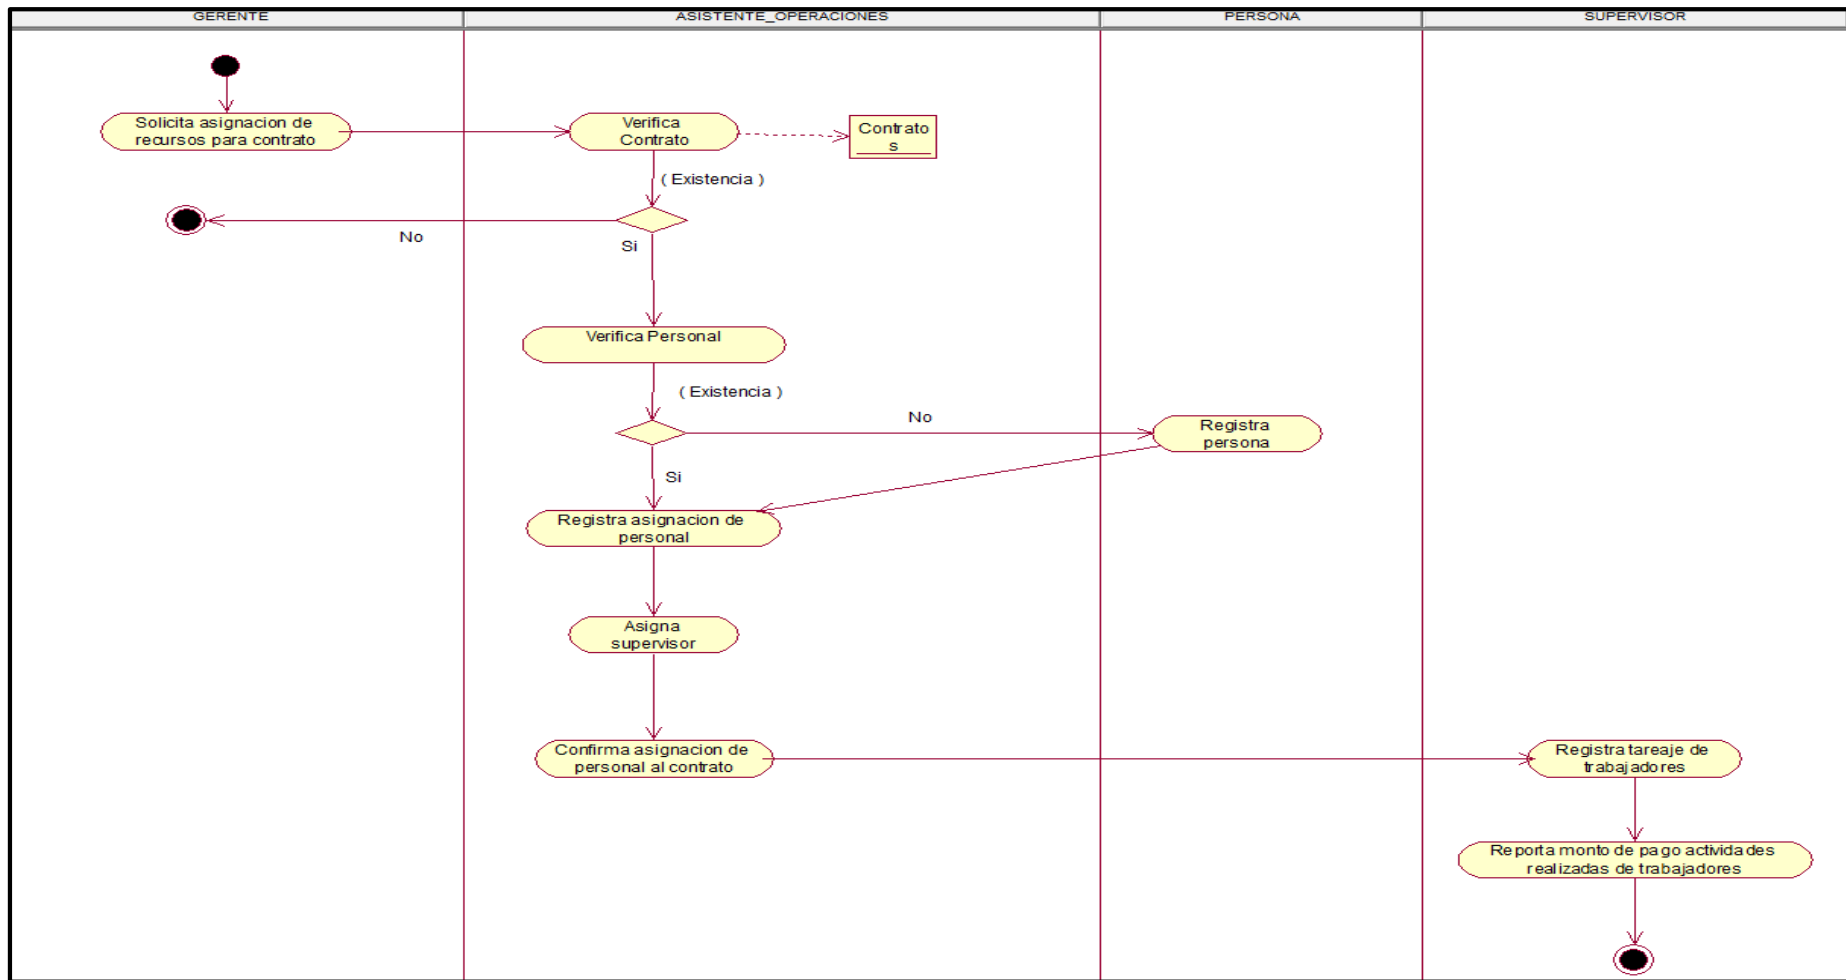 GERENTE
ASISTENTE_OPERACIONES
PERSONA
SUPERVISOR
Solicita asignacion de
recursos para contrato
Verifica
Contrato
Contrato
s
( Existencia )
No
Si
Verifica Personal
( Existencia )
No
Registra
persona
Si
Registra asignacion de
personal
Asigna
supervisor
Confirma asignacion de
personal al contrato
Registra tareaje de
trabajadores
Reporta monto de pago actividades
realizadas de trabajadores